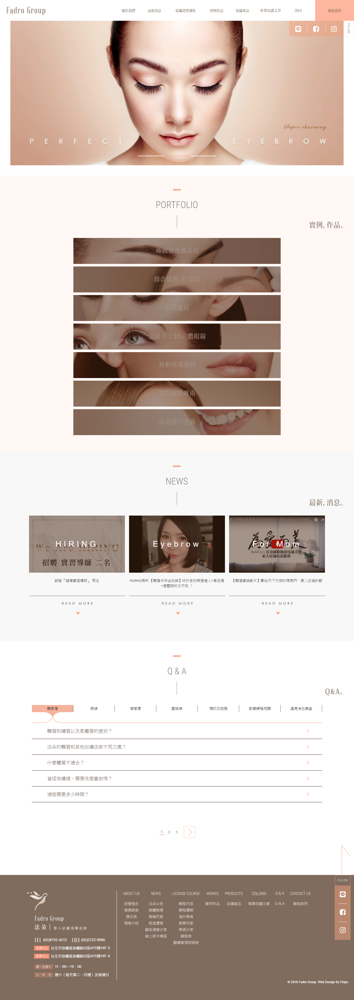 Fadro Group
關於我們
最新消息
紋繡證照課程
實例作品
紋繡產品
專業知識文章
Q&A
聯絡我們
FOLLOW
Super charming
PERFECT EYEBROW
PORTFOLIO
實例, 作品。
極緻層次飄柔眉
修改壞眉、紅藍眉
長效霧眉
頂級手工3D立體眼線
無框嘟嘟蜜唇
髮際線精雕術
晶亮淨白美齒
NEWS
最新, 消息。
We Are HIRING
HIRING
招聘 實習導師 二名
Eyebrow
For Mom
為愛而美
StyleUp x 法朵國際極致紋繡美學
素人紋繡改造服務
誠徵『儲備實習導師』 兩名
Audrey媽咪 【飄眉半年全紀錄】終於告別無眉道人+高低眉
+眉壓眼的日子啦 !
【飄眉實錄影片】獻給天下忙碌的媽媽們，素人改造計劃
READ MORE
READ MORE
READ MORE
Q & A
Q&A。
飄柔眉
眼線
嘟嘟唇
髮際線
預約及服務
教學課程相關
晶亮淨白美齒
飄眉和繡眉以及柔霧眉的差別？
法朵的飄眉和其他紋繡店家不同之處？
什麼體質不適合？
曾經有繡過，需要洗眉重做嗎？
過程需要多少時間？
1 2 3
FOLLOW
Fadro Group
法朵｜華人紋繡領導品牌
TEL (02)8732-4212 FAX (02)2722-9990
美學中心 台北市信義區信義路四段415號14F-3
教學中心 台北市信義區信義路四段415號14F-4
週一至週六 11：00～19：00
公 休 日 週六（每月第二、四週）及每週日
ABOUT US
經營理念
專業師資
價目表
環境介紹
NEWS
法朵公告
媒體報導
展場花絮
超值優惠
顧客滿意分享
線上刷卡專區
LICENSE COURSE
課程內容
課程優勢
海外學員
教學花絮
學員分享
課程表
觀摩實習時間表
WORKS
實例作品
PRODUCTS
紋繡產品
COLUMN
專業知識文章
Q & A
Q & A
CONTACT US
聯絡我們
© 2016 Fadro Group. Web Design By Finpo.